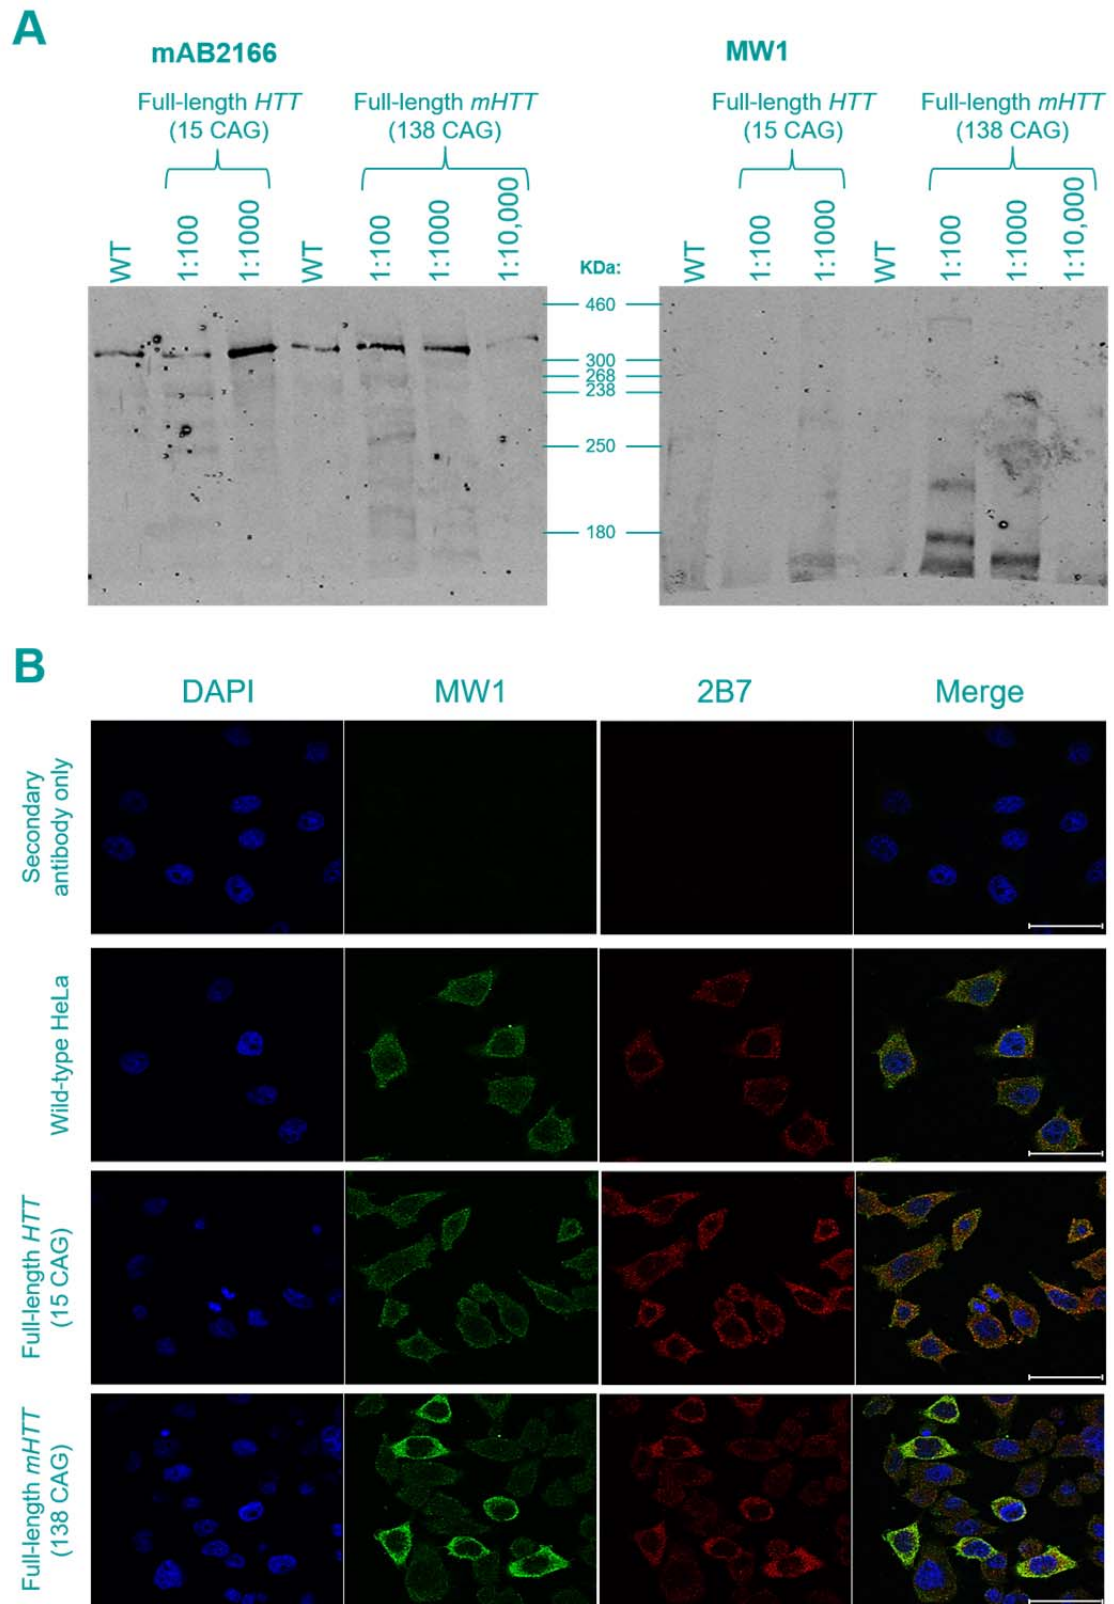 A
mAB2166
MW1
Full-length HTT
(15 CAG)
Full-length mHTT
(138 CAG)
Full-length HTT
(15 CAG)
Full-length mHTT
(138 CAG)
WT
1:100
1:1000
WT
1:100
1:1000
1:10,000
KDa:
WT
1:100
1:1000
WT
1:100
1:1000
1:10,000
460
300
268
238
250
180
B
DAPI
MW1
2B7
Merge
Secondary
antibody only
Wild-type HeLa
Full-length HTT
(15 CAG)
Full-length mHTT
(138 CAG)